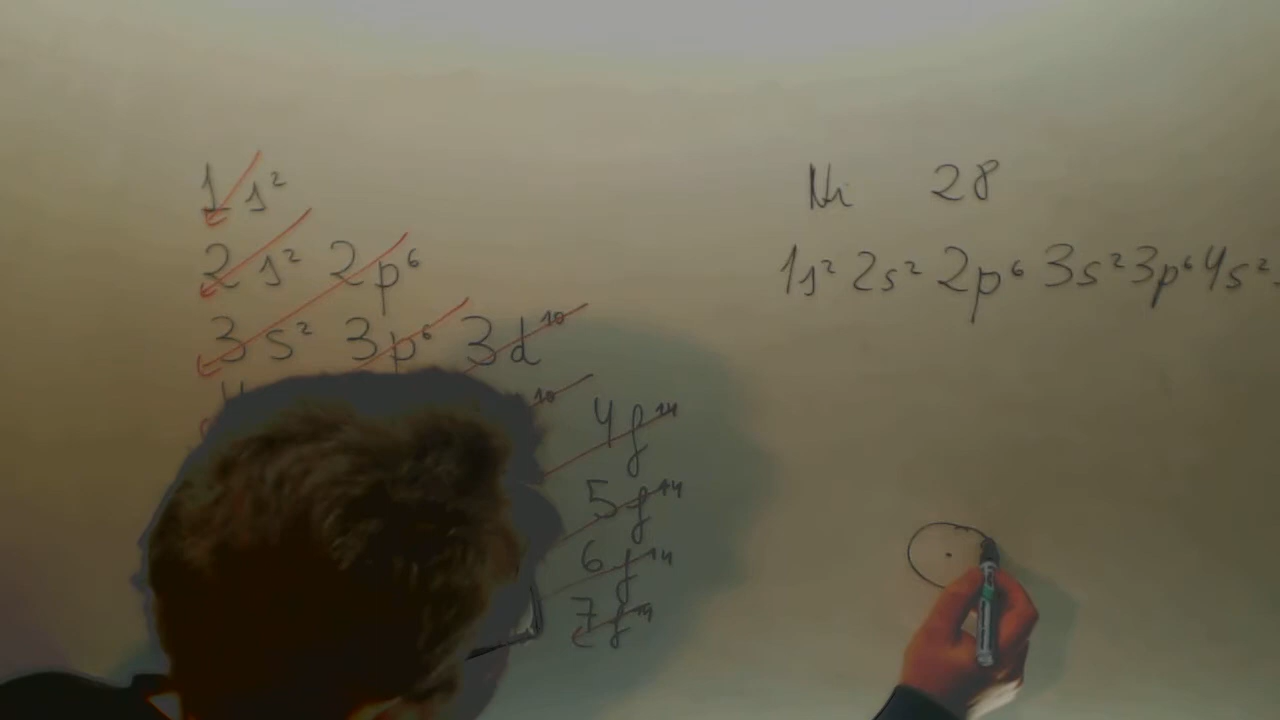 1s²
2s² 2p⁶
3s² 3p⁶ 3d¹⁰
4f¹⁴
5f¹⁴
6f¹⁴
7f¹⁴
Ni 28
1s² 2s² 2p⁶ 3s² 3p⁶ 4s²